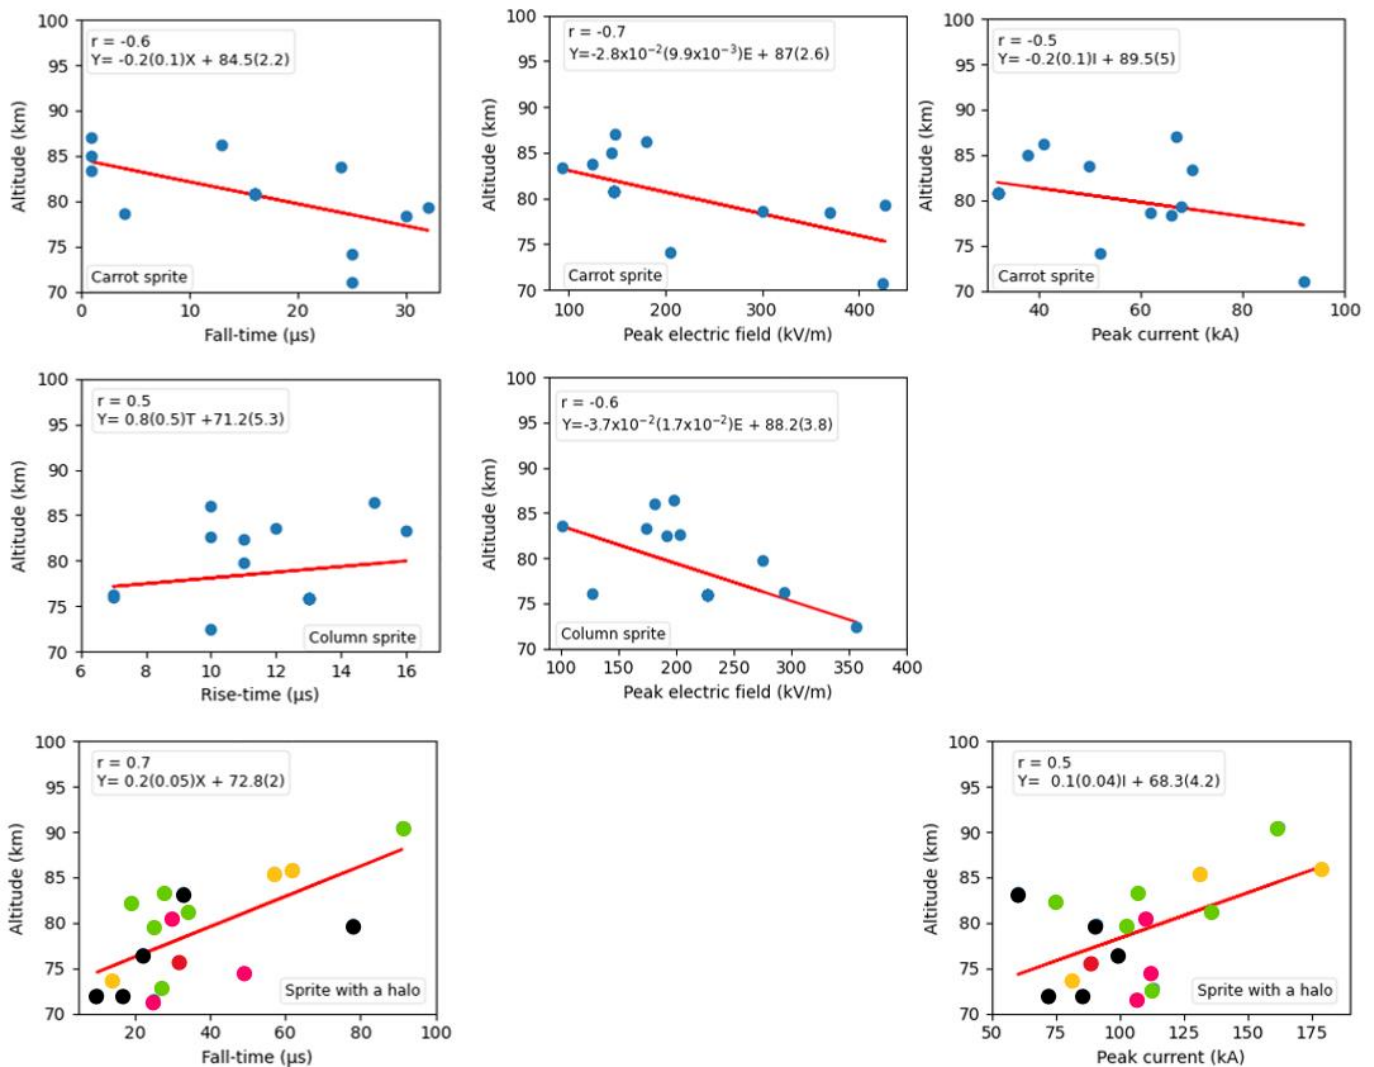 r = -0.6
Y= -0.2(0.1)X + 84.5(2.2)
Carrot sprite
Altitude (km)
100
95
90
85
80
75
70
0 10 20 30
Fall-time (μs)
r = -0.7
Y=-2.8x10⁻²(9.9x10⁻³)E + 87(2.6)
Carrot sprite
Altitude (km)
100
95
90
85
80
75
70
100 200 300 400
Peak electric field (kV/m)
r = -0.5
Y= -0.2(0.1)I + 89.5(5)
Carrot sprite
Altitude (km)
100
95
90
85
80
75
70
40 60 80 100
Peak current (kA)
r = 0.5
Y= 0.8(0.5)T +71.2(5.3)
Column sprite
Altitude (km)
100
95
90
85
80
75
70
6 8 10 12 14 16
Rise-time (μs)
r = -0.6
Y=-3.7x10⁻²(1.7x10⁻²)E + 88.2(3.8)
Column sprite
Altitude (km)
100
95
90
85
80
75
70
100 150 200 250 300 350 400
Peak electric field (kV/m)
r = 0.7
Y= 0.2(0.05)X + 72.8(2)
Sprite with a halo
Altitude (km)
100
95
90
85
80
75
70
20 40 60 80 100
Fall-time (μs)
r = 0.5
Y= 0.1(0.04)I + 68.3(4.2)
Sprite with a halo
Altitude (km)
100
95
90
85
80
75
70
50 75 100 125 150 175
Peak current (kA)